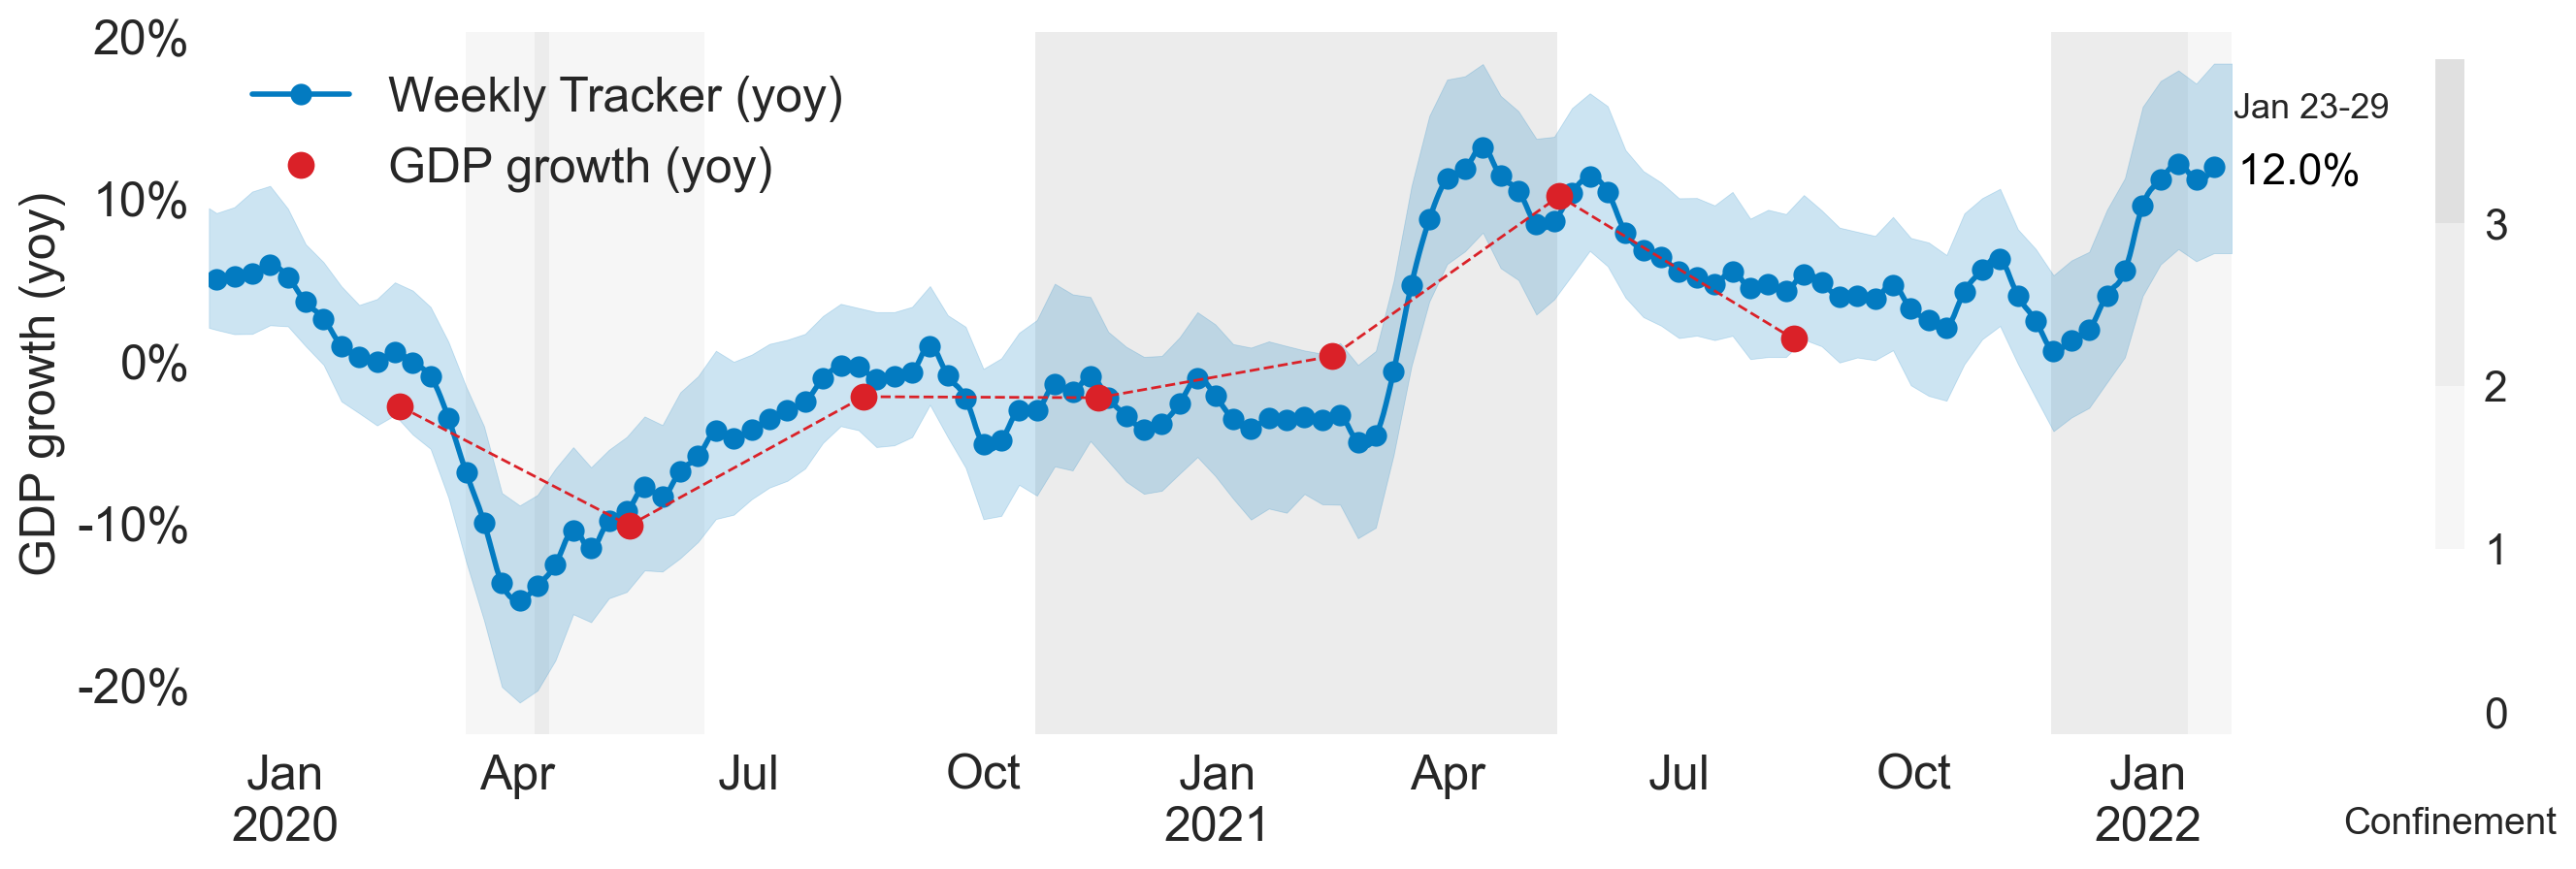 20%
10%
0%
-10%
-20%
GDP growth (yoy)
Weekly Tracker (yoy)
GDP growth (yoy)
Jan 23-29
12.0%
3
2
1
0
Confinement
Jan Apr Jul Oct Jan Apr Jul Oct Jan
2020 2021 2022